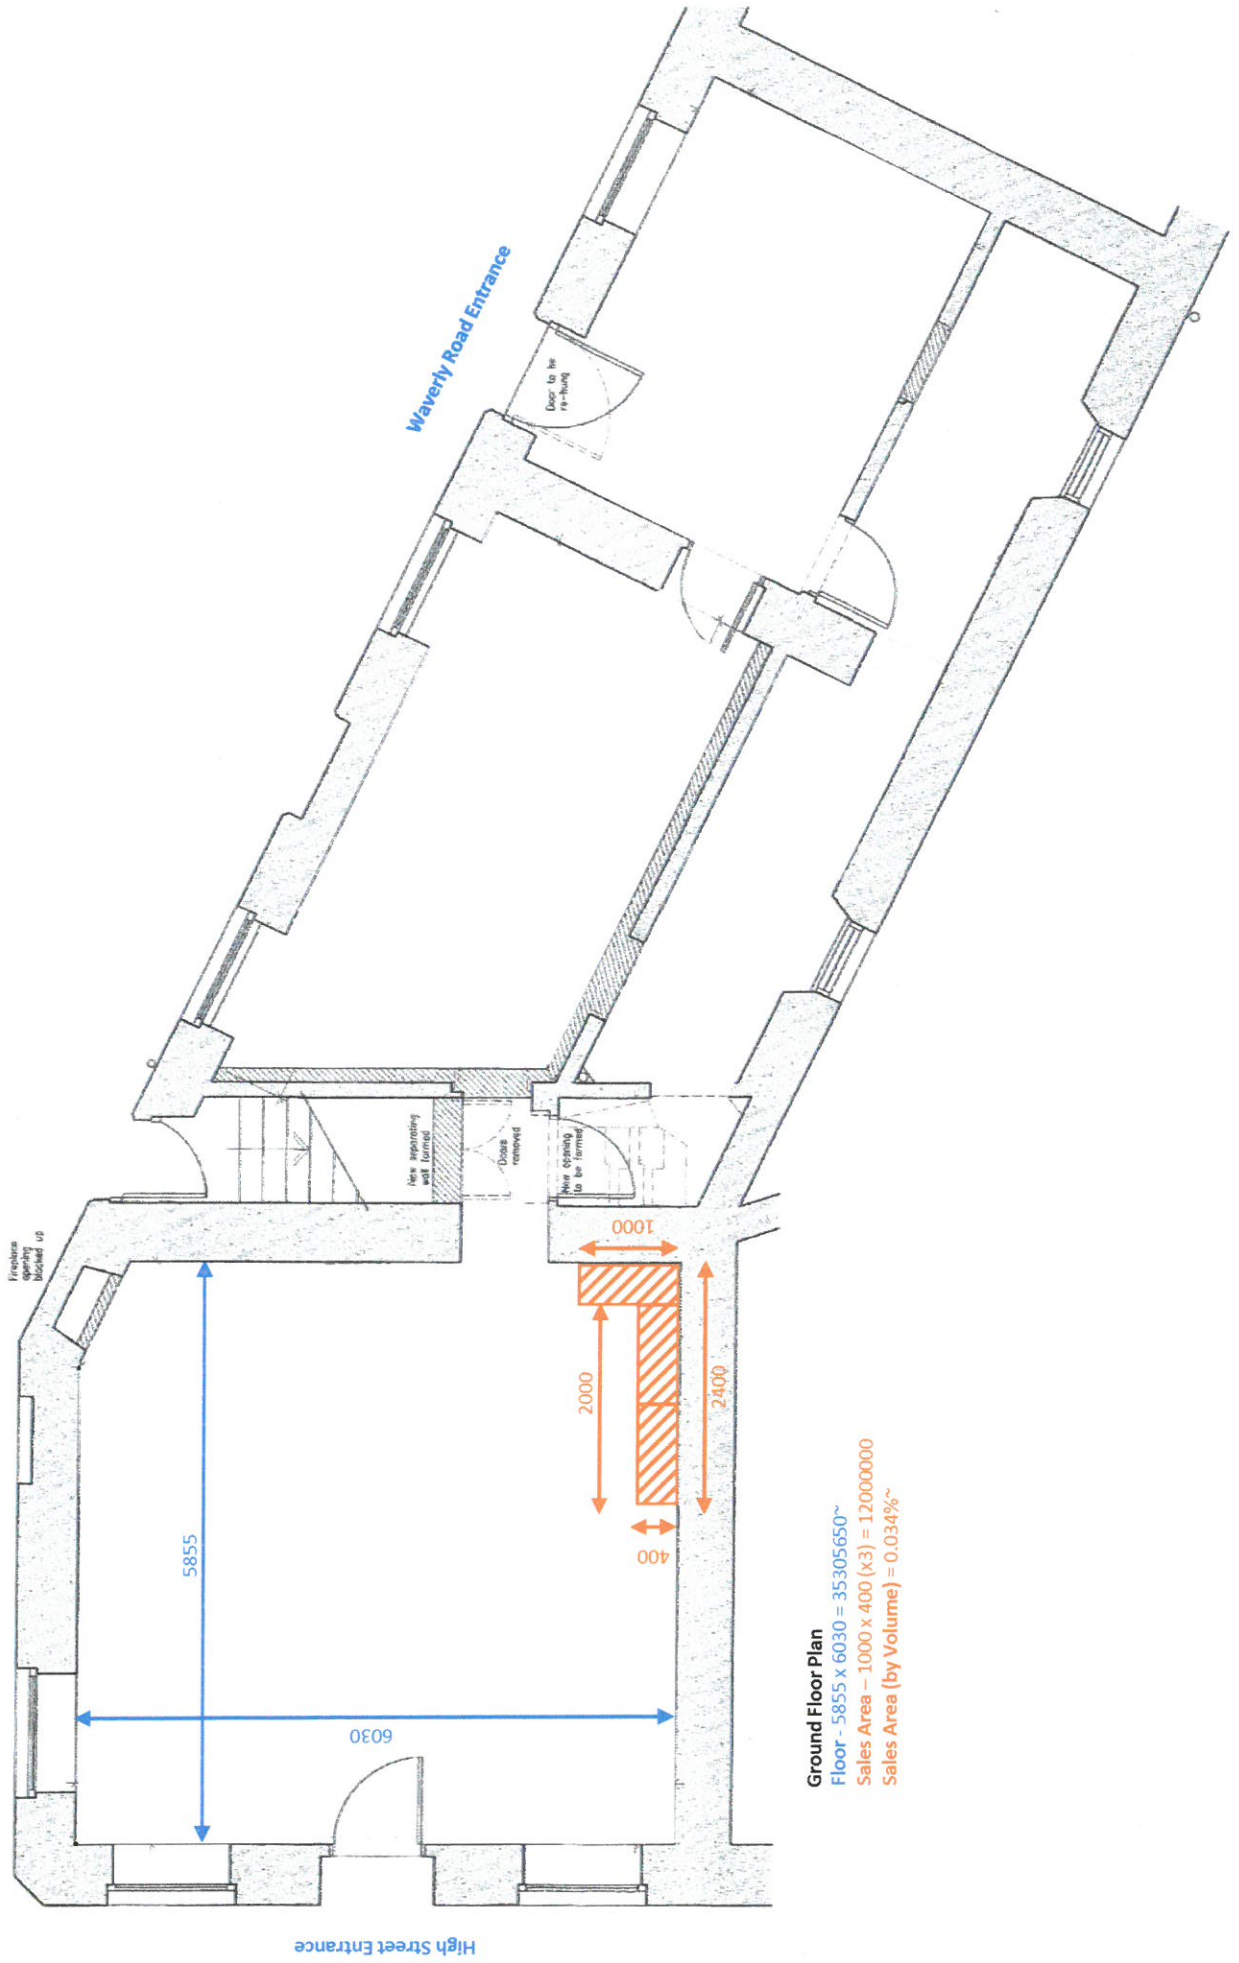 Fireplace
opening
blocked up
Waverly Road Entrance
Door to be
re-hung
New separating
wall formed
Doors
removed
New opening
to be formed
1000
2000
2400
400
5855
6030
High Street Entrance
Ground Floor Plan
Floor - 5855 x 6030 = 35305650~
Sales Area – 1000 x 400 (x3) = 12000000
Sales Area (by Volume) = 0.034%~